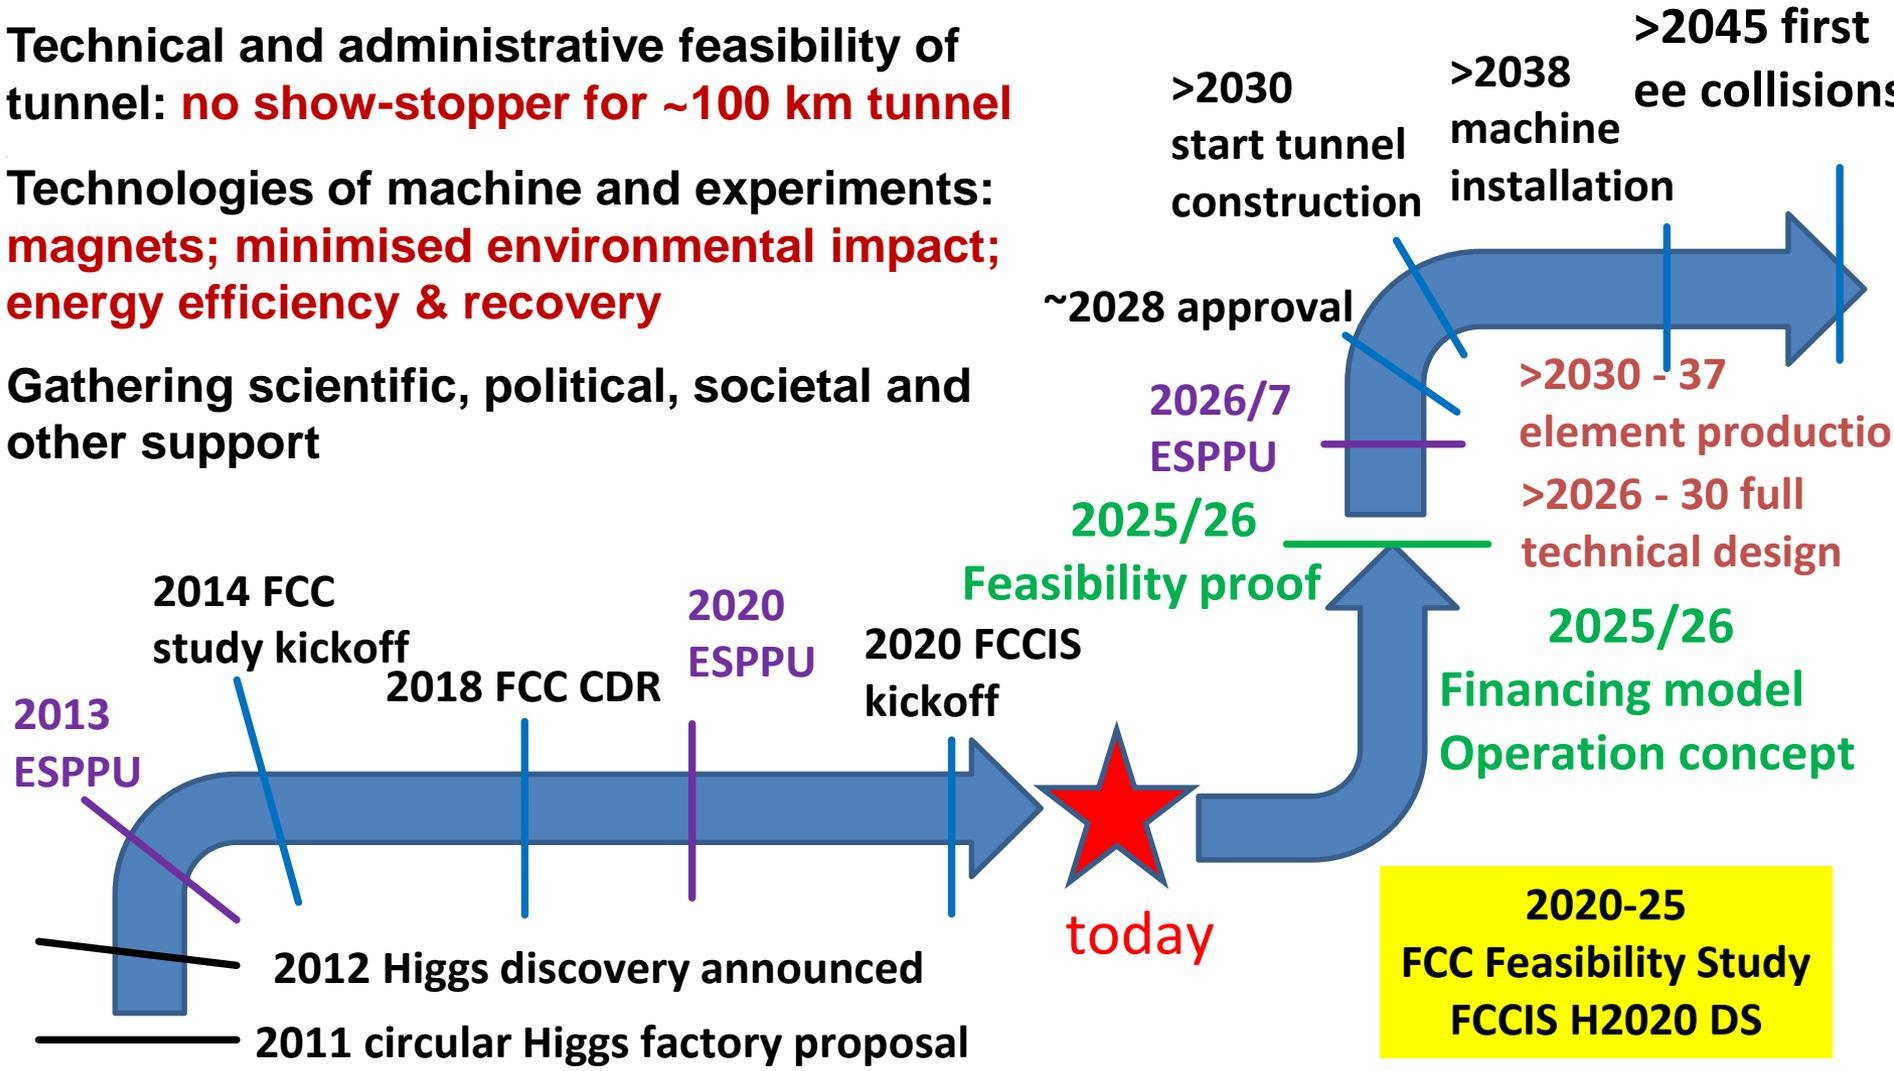 Technical and administrative feasibility of
tunnel: no show-stopper for ~100 km tunnel
Technologies of machine and experiments:
magnets; minimised environmental impact;
energy efficiency & recovery
Gathering scientific, political, societal and
other support
>2045 first
ee collisions
>2038
machine
installation
>2030
start tunnel
construction
~2028 approval
2026/7
ESPPU
>2030 - 37
element productio
>2026 - 30 full
technical design
2025/26
Feasibility proof
2025/26
Financing model
Operation concept
2014 FCC
study kickoff
2018 FCC CDR
2020
ESPPU
2020 FCCIS
kickoff
2013
ESPPU
today
2012 Higgs discovery announced
2011 circular Higgs factory proposal
2020-25
FCC Feasibility Study
FCCIS H2020 DS